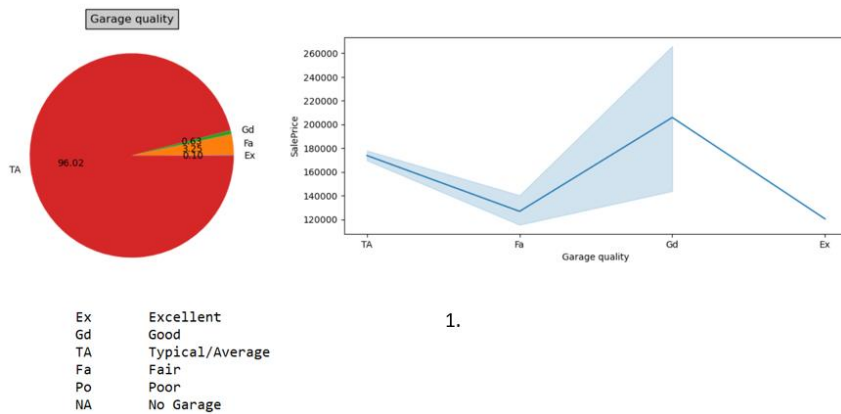 Garage quality
Gd
0.63
Fa
3.25
0.10
Ex
TA
96.02
260000
240000
220000
200000
180000
160000
140000
120000
SalePrice
TA
Fa
Gd
Ex
Garage quality
Ex Excellent
Gd Good
TA Typical/Average
Fa Fair
Po Poor
NA No Garage
1.